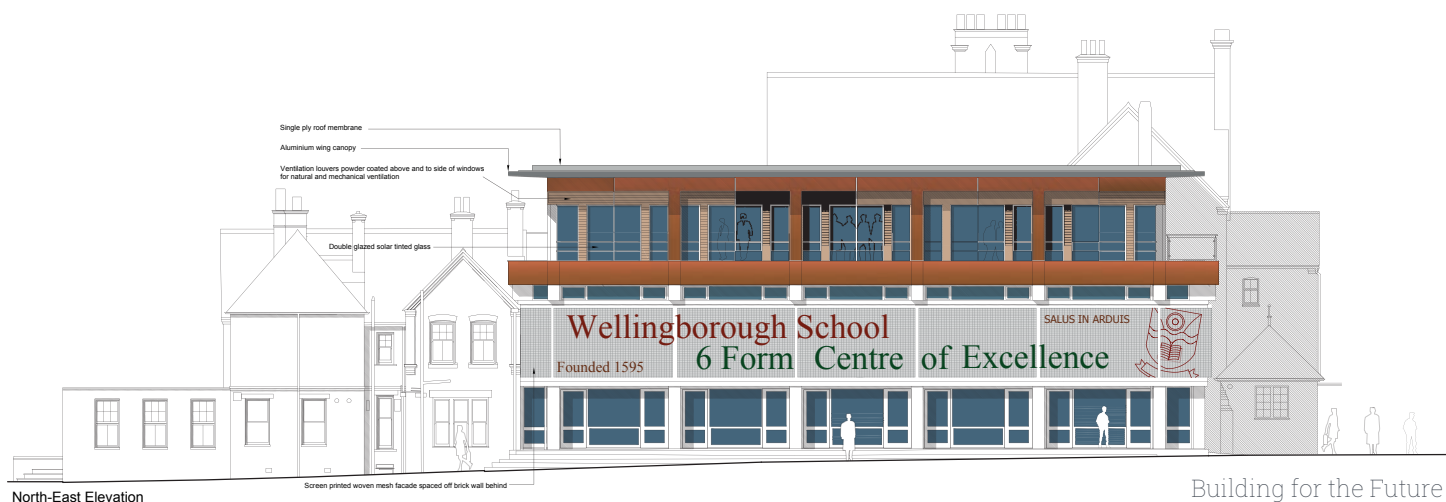 Single ply roof membrane
Aluminium wing canopy
Ventilation louvers powder coated above and to side of windows
for natural and mechanical ventilation
Double glazed solar tinted glass
Wellingborough School
SALUS IN ARDUIS
6 Form Centre of Excellence
Founded 1595
Screen printed woven mesh facade spaced off brick wall behind
North-East Elevation
Building for the Future